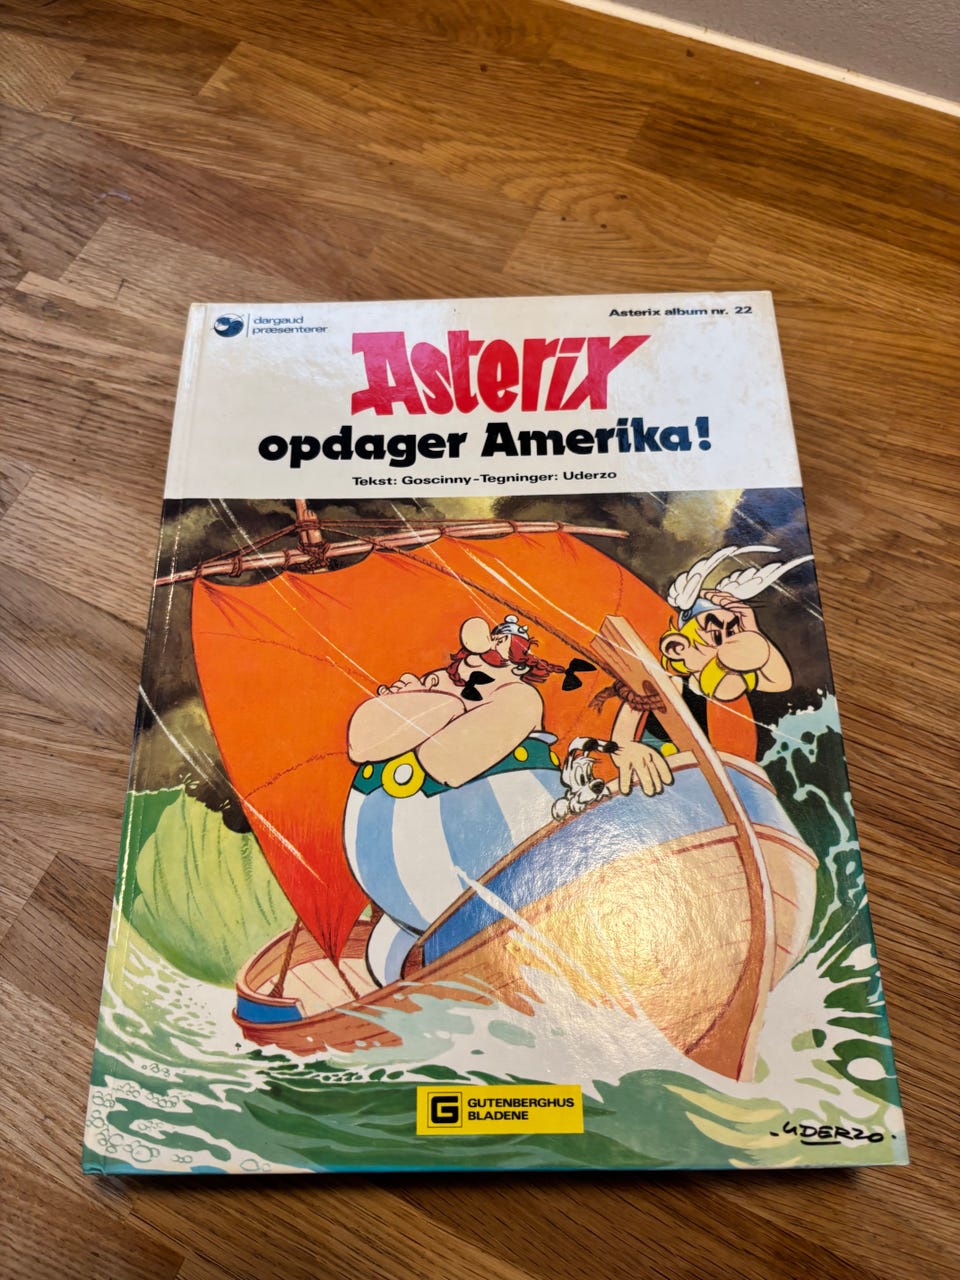 dargaud
præsenterer
Asterix album nr. 22
Asterix
opdager Amerika!
Tekst: Goscinny-Tegninger: Uderzo
G GUTENBERGHUS
BLADENE
UDERZO